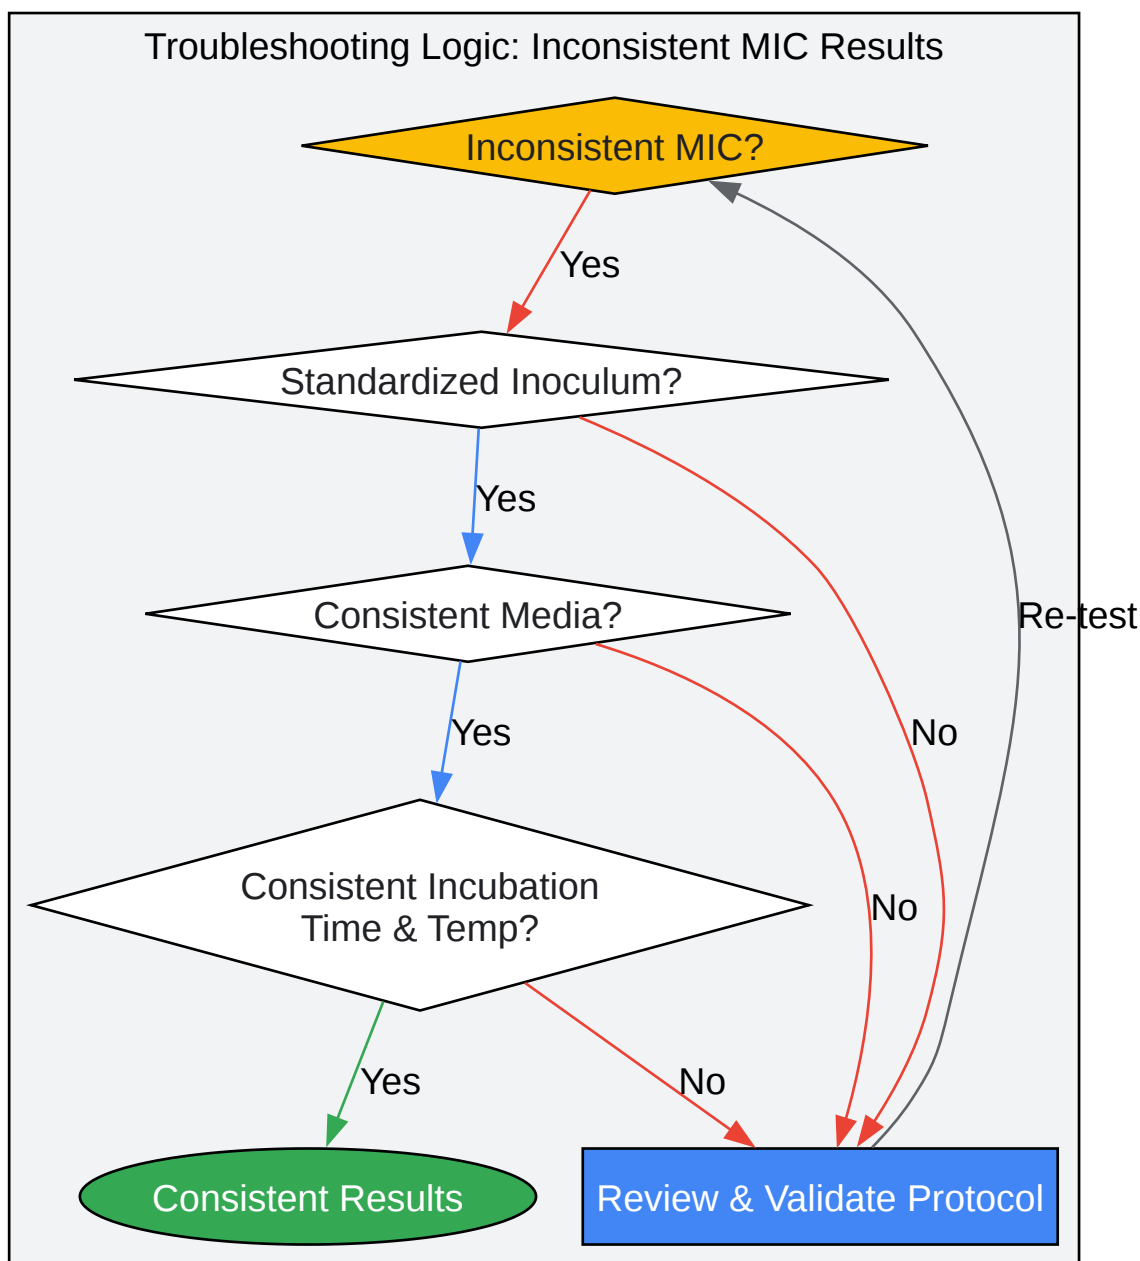 Troubleshooting Logic: Inconsistent MIC Results
Inconsistent MIC?
Yes
Standardized Inoculum?
Yes
Consistent Media?
Re-test
Yes
No
Consistent Incubation
Time & Temp?
No
Yes
No
Consistent Results
Review & Validate Protocol